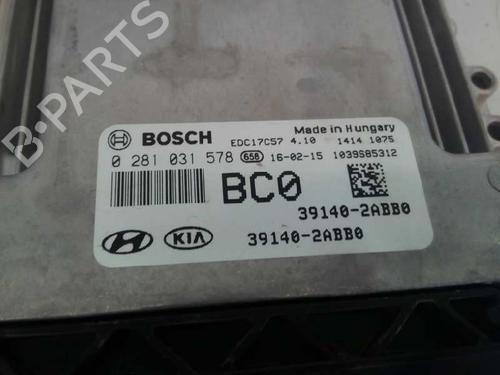 B-PARTS
BOSCH EDC17C57 4.10 Made in Hungary 1414 1075
0 281 031 578 658 16-02-15 1039S85312
BC0
39140-2ABB0
KIA 39140-2ABB0